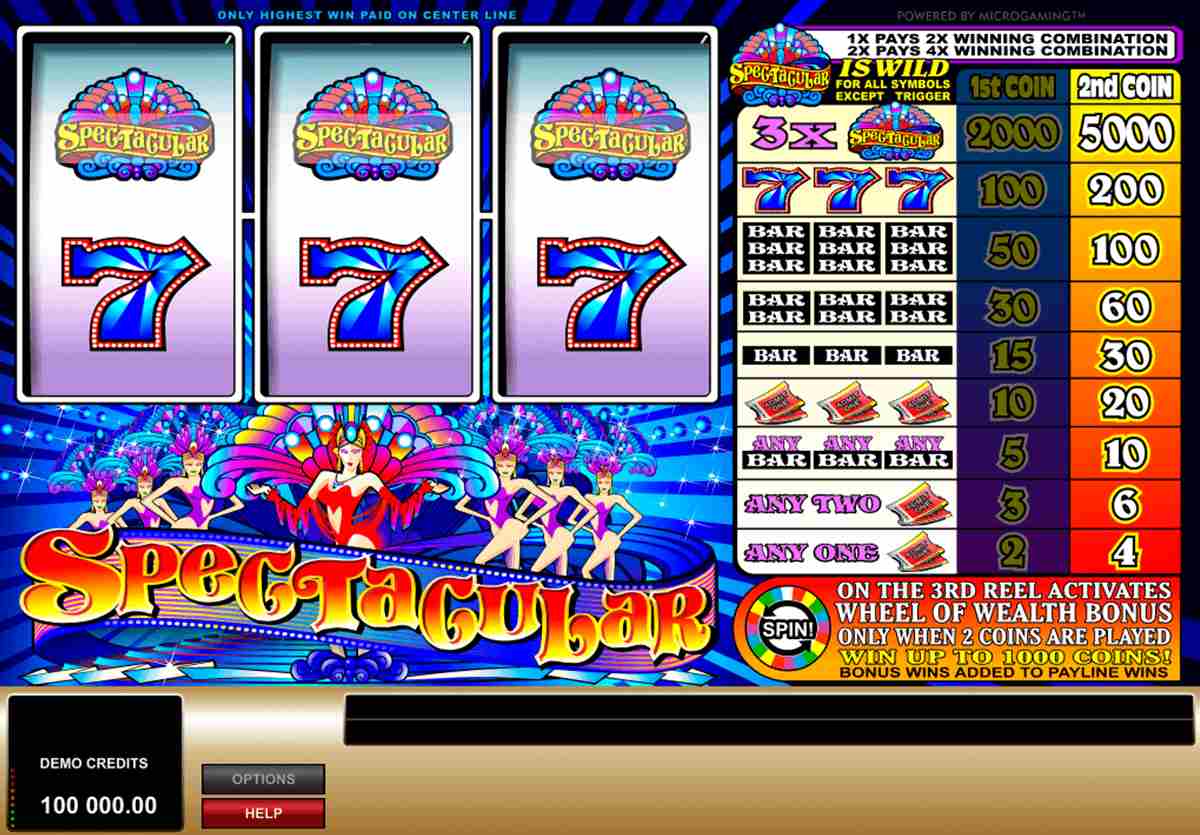 ONLY HIGHEST WIN PAID ON CENTER LINE
POWERED BY MICROGAMING™
SPECTACULAR
SPECTACULAR
SPECTACULAR
7
7
7
SPECTACULAR
1X PAYS 2X WINNING COMBINATION
2X PAYS 4X WINNING COMBINATION
IS WILD
FOR ALL SYMBOLS
EXCEPT TRIGGER
1st COIN 2nd COIN
3X SPECTACULAR 2000 5000
7 7 7 100 200
BAR BAR BAR
BAR BAR BAR 50 100
BAR BAR BAR
BAR BAR BAR 30 60
BAR BAR BAR
BAR BAR BAR 15 30
10 20
ANY ANY ANY
BAR BAR BAR 5 10
ANY TWO 3 6
ANY ONE 2 4
SPECTACULAR
SPIN!
ON THE 3RD REEL ACTIVATES
WHEEL OF WEALTH BONUS
ONLY WHEN 2 COINS ARE PLAYED
WIN UP TO 1000 COINS!
BONUS WINS ADDED TO PAYLINE WINS
DEMO CREDITS
100 000.00
OPTIONS
HELP